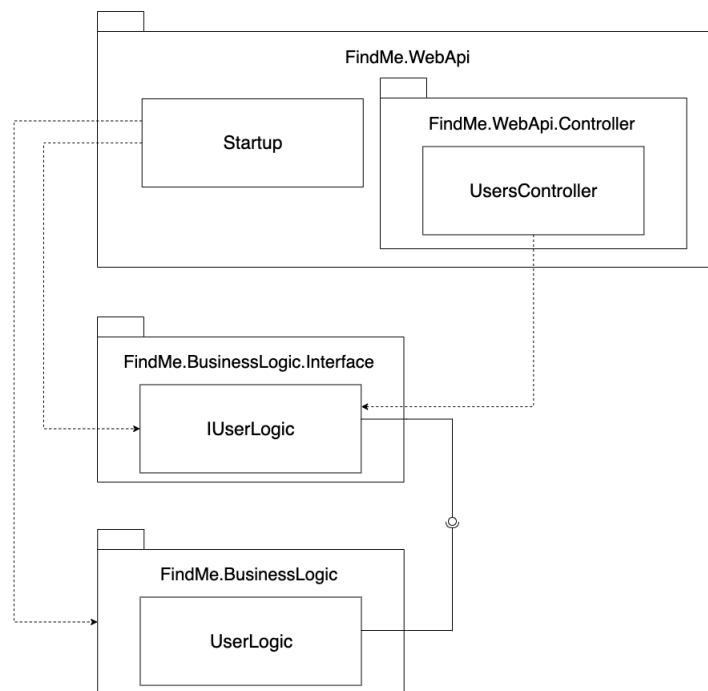 FindMe.WebApi
FindMe.WebApi.Controller
Startup
UsersController
FindMe.BusinessLogic.Interface
IUserLogic
FindMe.BusinessLogic
UserLogic